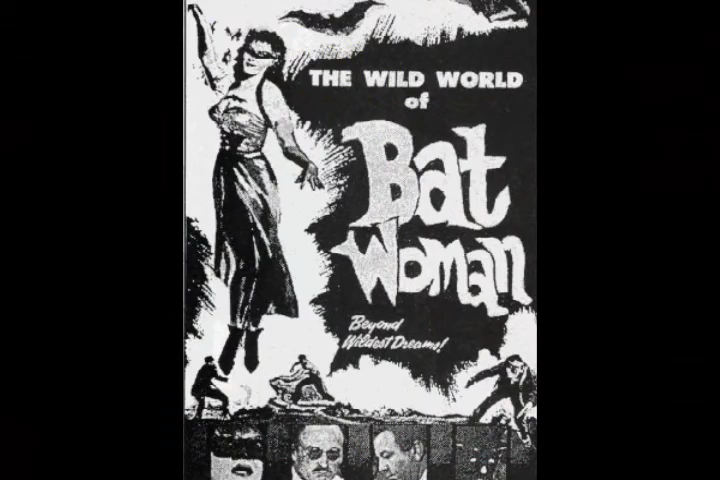 THE WILD WORLD
of
Bat
Woman
Beyond
Wildest Dreams!